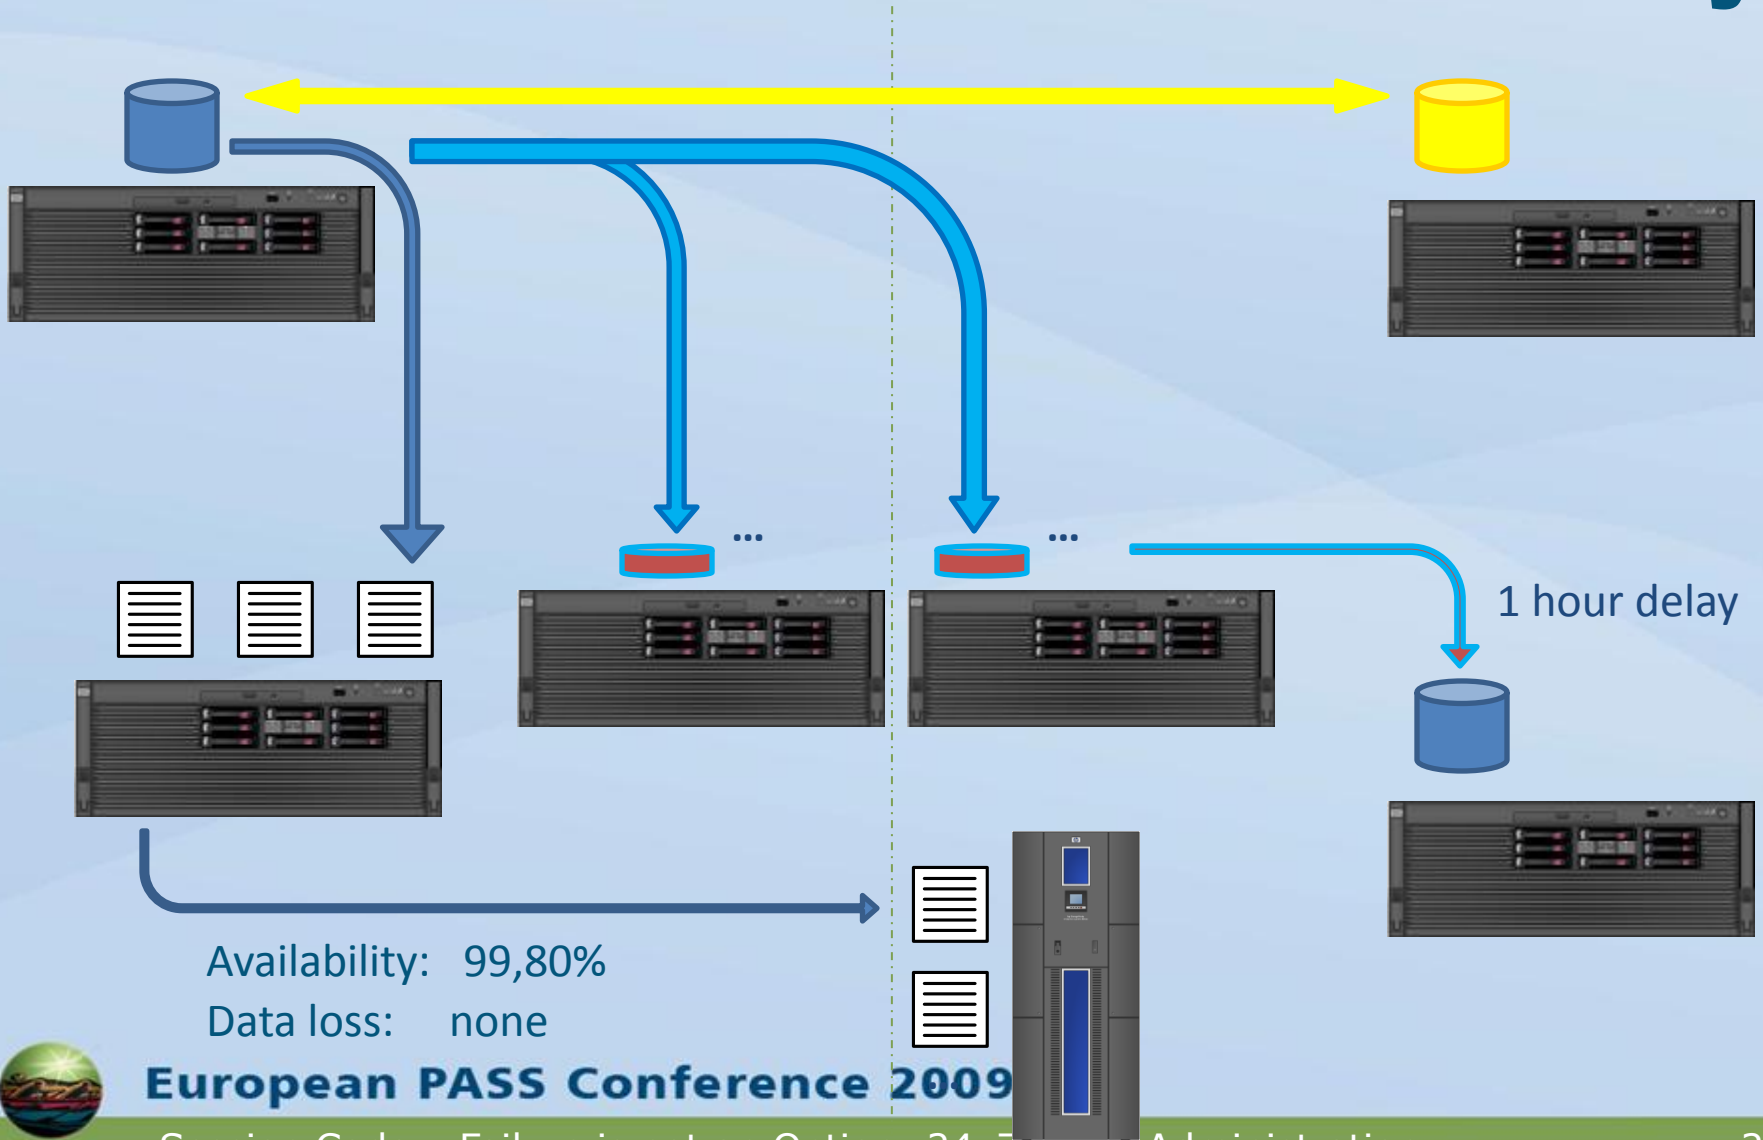 ...
...
1 hour delay
Availability: 99,80%
Data loss: none
European PASS Conference 2009
...